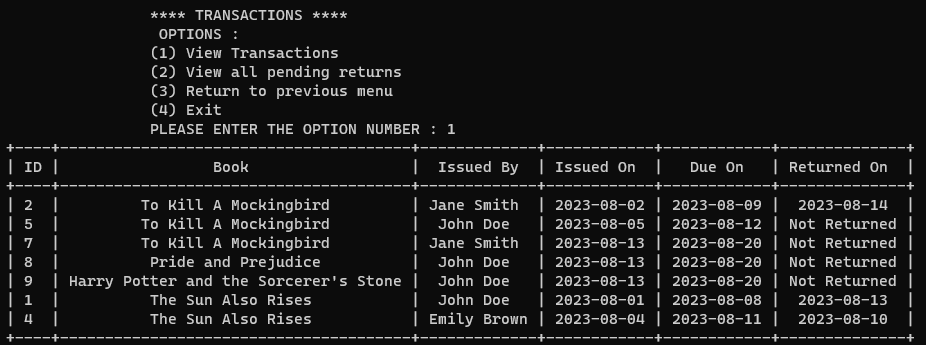 **** TRANSACTIONS ****
OPTIONS :
(1) View Transactions
(2) View all pending returns
(3) Return to previous menu
(4) Exit
PLEASE ENTER THE OPTION NUMBER : 1
+----+---------------------------------------+-------------+------------+------------+--------------+
| ID |                 Book                  |  Issued By  | Issued On  |   Due On   | Returned On  |
+----+---------------------------------------+-------------+------------+------------+--------------+
| 2  |         To Kill A Mockingbird         | Jane Smith  | 2023-08-02 | 2023-08-09 |  2023-08-14  |
| 5  |         To Kill A Mockingbird         |  John Doe   | 2023-08-05 | 2023-08-12 | Not Returned |
| 7  |         To Kill A Mockingbird         | Jane Smith  | 2023-08-13 | 2023-08-20 | Not Returned |
| 8  |          Pride and Prejudice          |  John Doe   | 2023-08-13 | 2023-08-20 | Not Returned |
| 9  | Harry Potter and the Sorcerer's Stone |  John Doe   | 2023-08-13 | 2023-08-20 | Not Returned |
| 1  |          The Sun Also Rises           |  John Doe   | 2023-08-01 | 2023-08-08 |  2023-08-13  |
| 4  |          The Sun Also Rises           | Emily Brown | 2023-08-04 | 2023-08-11 |  2023-08-10  |
+----+---------------------------------------+-------------+------------+------------+--------------+